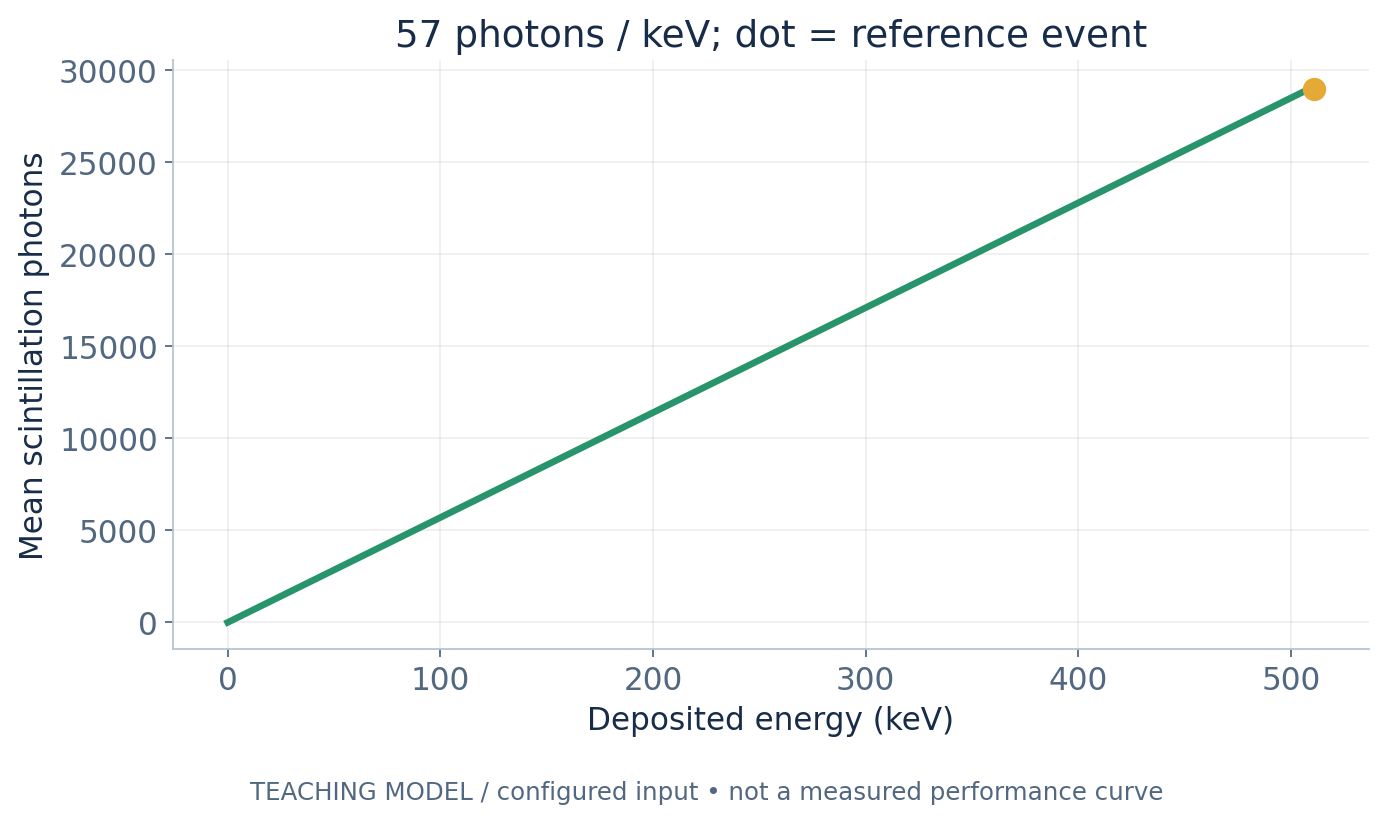 57 photons / keV; dot = reference event
Mean scintillation photons
30000
25000
20000
15000
10000
5000
0
0 100 200 300 400 500
Deposited energy (keV)
TEACHING MODEL / configured input • not a measured performance curve